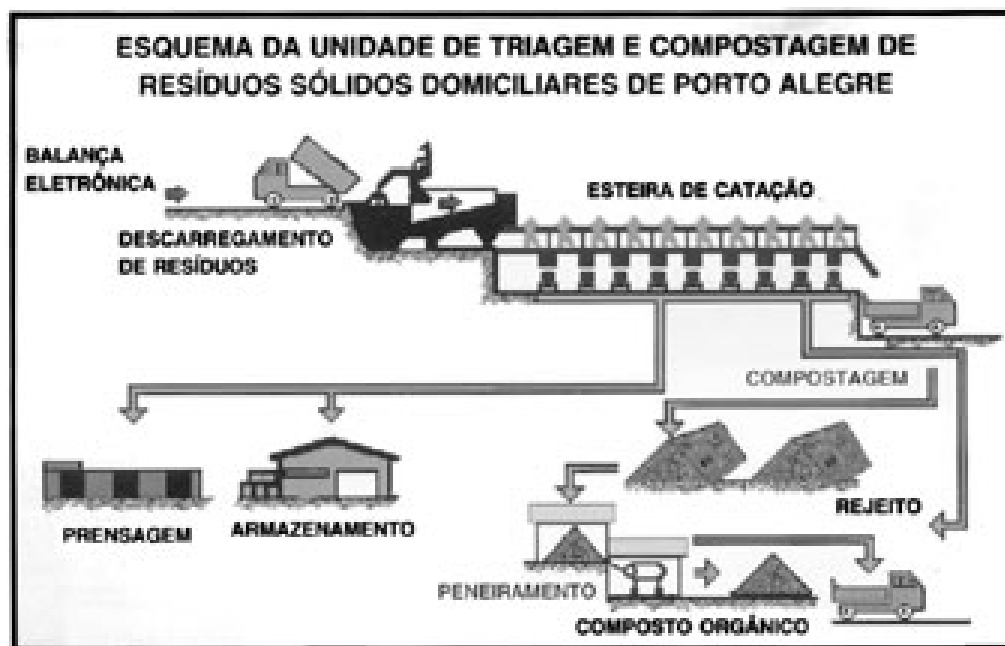 ESQUEMA DA UNIDADE DE TRIAGEM E COMPOSTAGEM DE
RESÍDUOS SÓLIDOS DOMICILIARES DE PORTO ALEGRE
BALANÇA
ELETRÔNICA
ESTEIRA DE CATAÇÃO
DESCARREGAMENTO
DE RESÍDUOS
COMPOSTAGEM
REJEITO
PRENSAGEM
ARMAZENAMENTO
PENEIRAMENTO
COMPOSTO ORGÂNICO